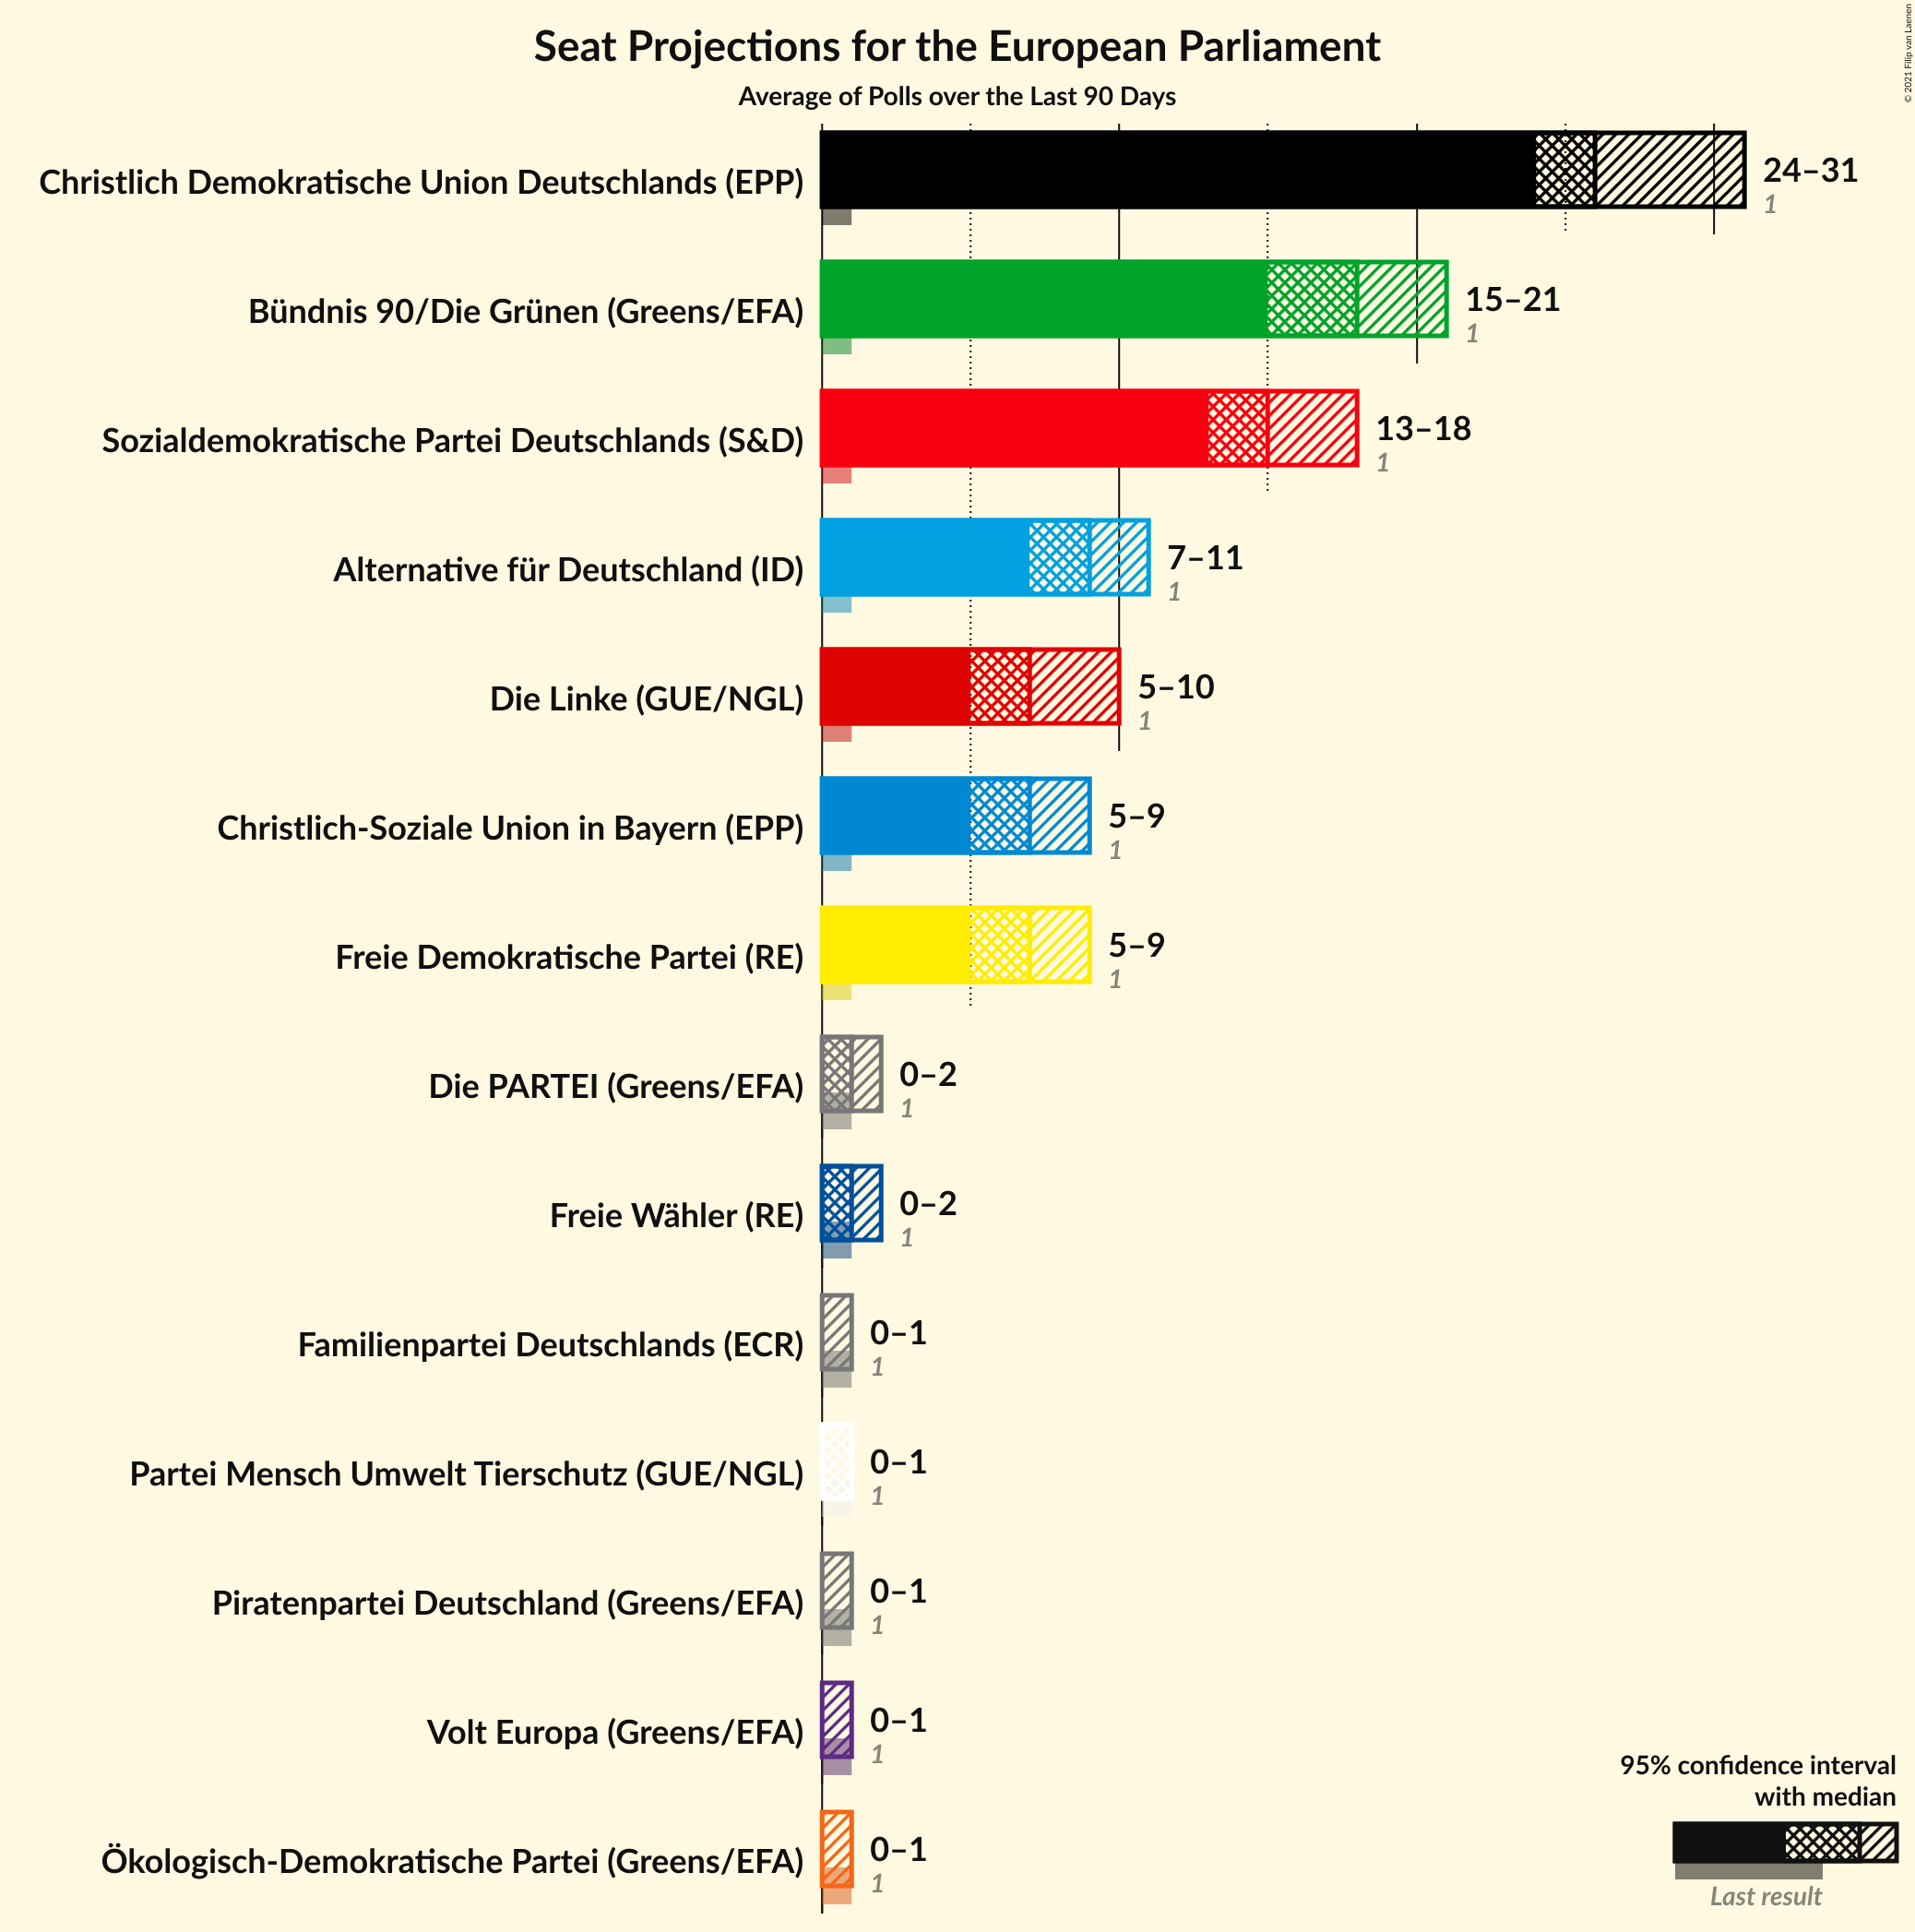 Seat Projections for the European Parliament
Average of Polls over the Last 90 Days
© 2021 Filip van Laenen
Christlich Demokratische Union Deutschlands (EPP)
24–31
1
Bündnis 90/Die Grünen (Greens/EFA)
15–21
1
Sozialdemokratische Partei Deutschlands (S&D)
13–18
1
Alternative für Deutschland (ID)
7–11
1
Die Linke (GUE/NGL)
5–10
1
Christlich-Soziale Union in Bayern (EPP)
5–9
1
Freie Demokratische Partei (RE)
5–9
1
Die PARTEI (Greens/EFA)
0–2
1
Freie Wähler (RE)
0–2
1
Familienpartei Deutschlands (ECR)
0–1
1
Partei Mensch Umwelt Tierschutz (GUE/NGL)
0–1
1
Piratenpartei Deutschland (Greens/EFA)
0–1
1
Volt Europa (Greens/EFA)
0–1
1
Ökologisch-Demokratische Partei (Greens/EFA)
0–1
1
95% confidence interval
with median
Last result